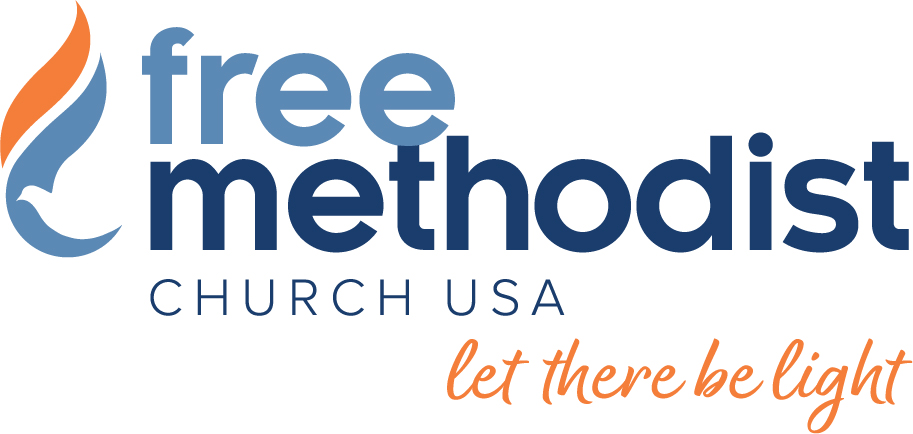 free
methodist
CHURCH USA
let there be light